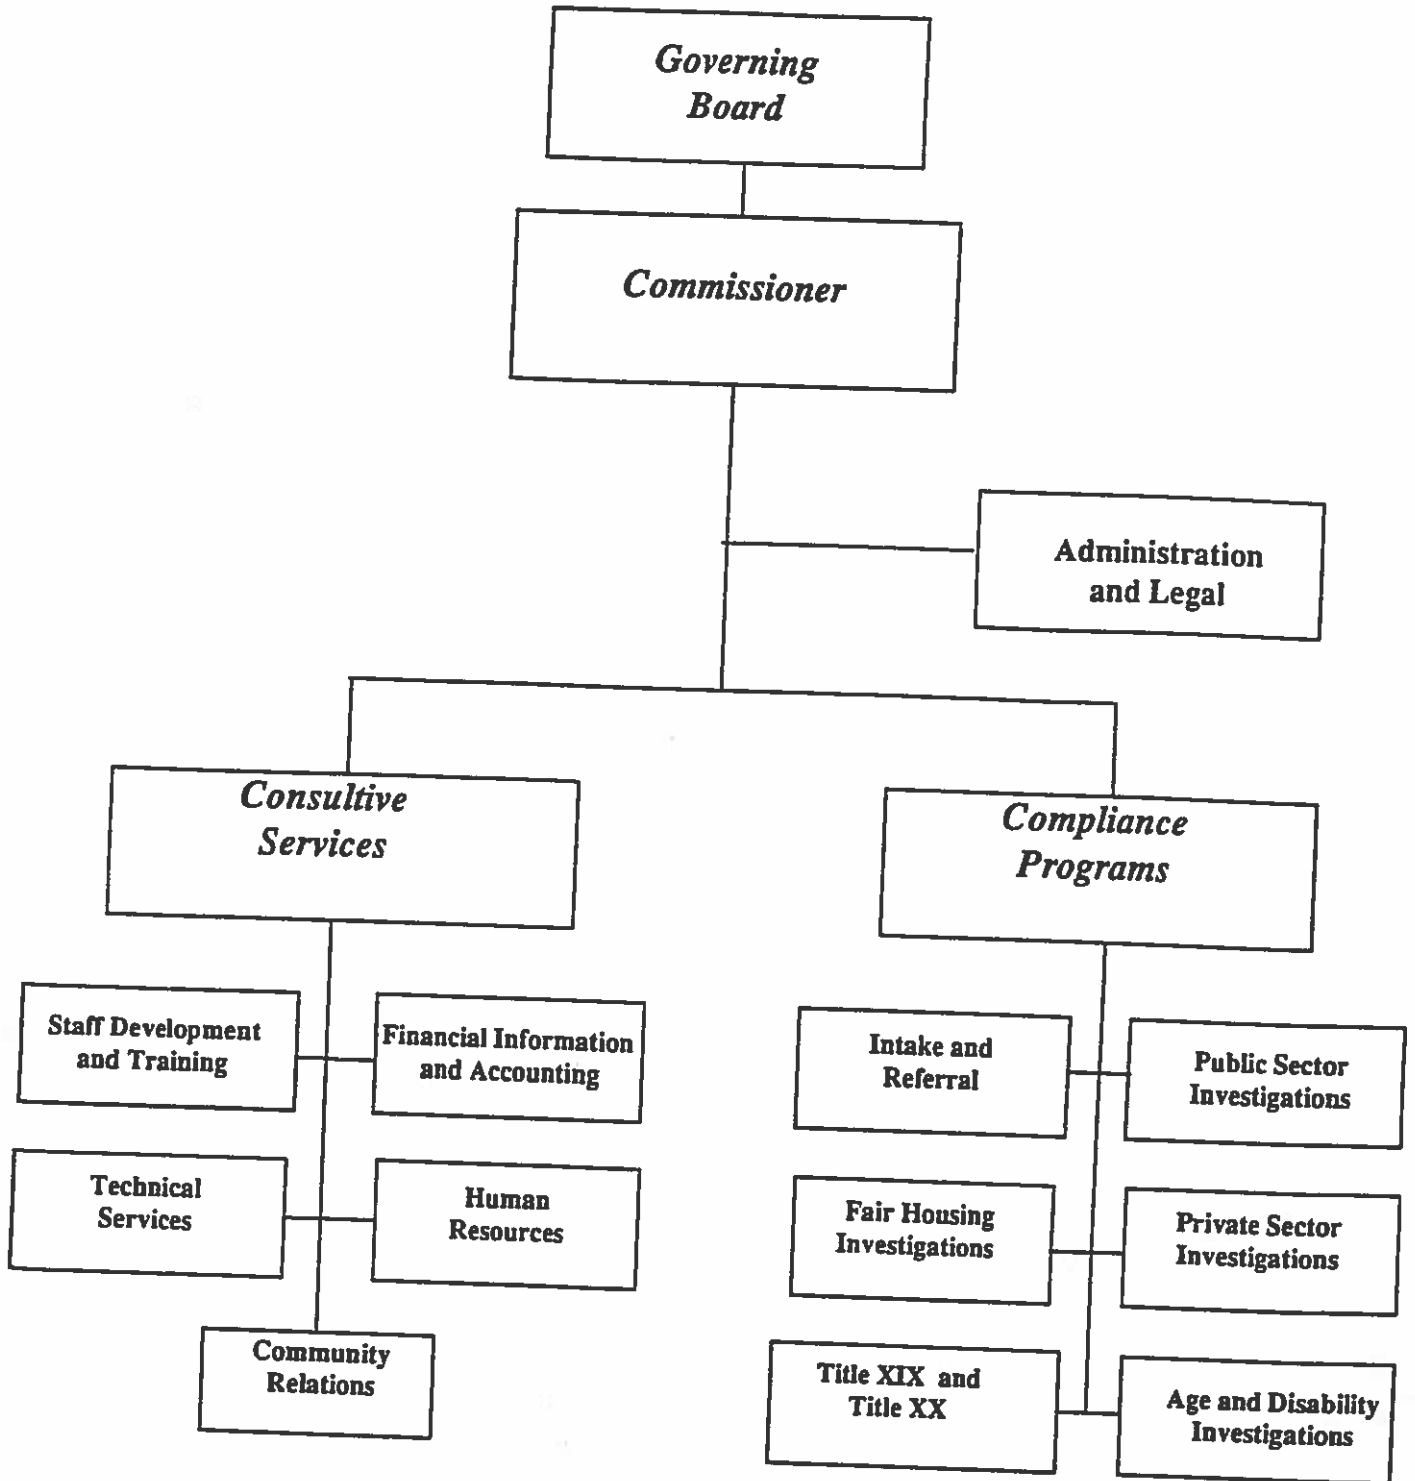 Governing
Board
Commissioner
Administration
and Legal
Consultive
Services
Compliance
Programs
Staff Development
and Training
Financial Information
and Accounting
Intake and
Referral
Public Sector
Investigations
Technical
Services
Human
Resources
Fair Housing
Investigations
Private Sector
Investigations
Community
Relations
Title XIX and
Title XX
Age and Disability
Investigations